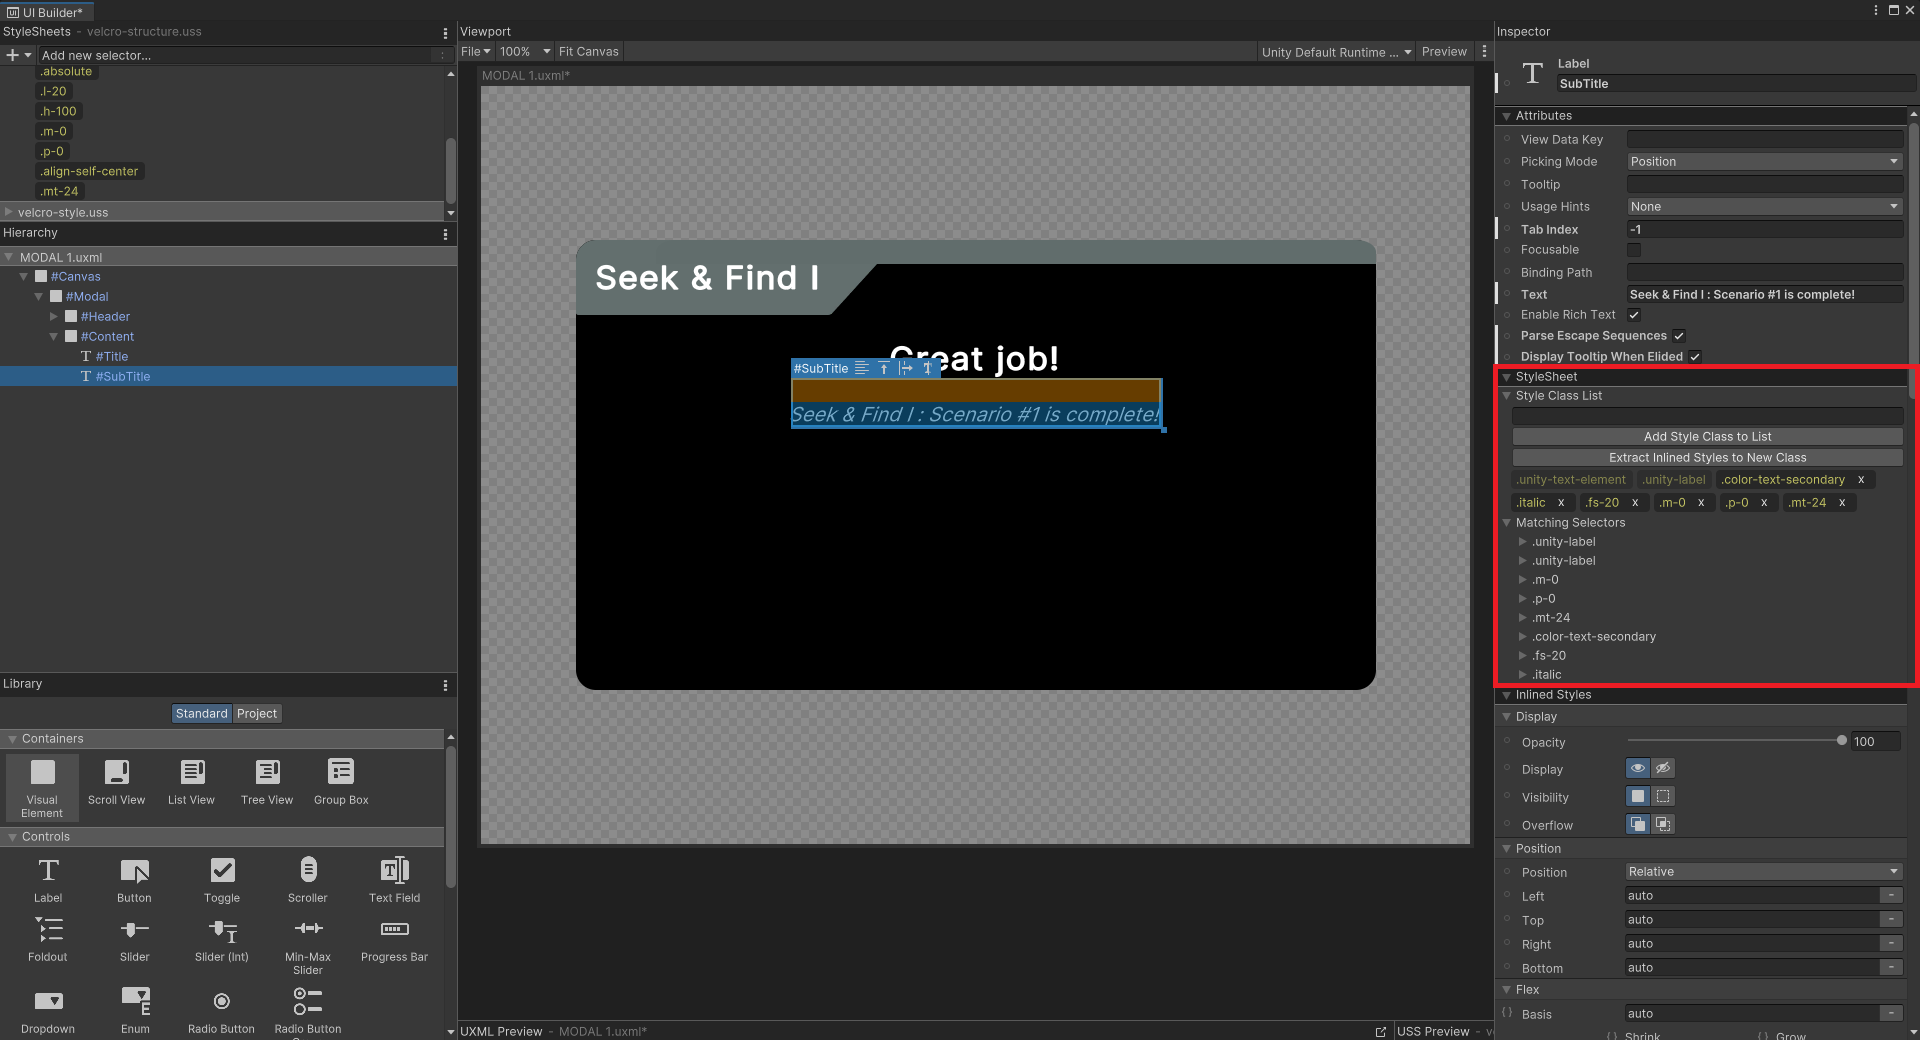 UI Builder*
StyleSheets - velcro-structure.uss
Add new selector...
.absolute
.l-20
.h-100
.m-0
.p-0
.align-self-center
.mt-24
velcro-style.uss
Hierarchy
MODAL 1.uxml
#Canvas
#Modal
#Header
#Content
#Title
#SubTitle
Library
Standard Project
Containers
Visual Element
Scroll View
List View
Tree View
Group Box
Controls
Label
Button
Toggle
Scroller
Text Field
Foldout
Slider
Slider (Int)
Min-Max Slider
Progress Bar
Dropdown
Enum
Radio Button
Radio Button
Viewport
File 100% Fit Canvas
Unity Default Runtime ... Preview
MODAL 1.uxml*
Seek & Find I
Great job!
#SubTitle
Seek & Find I : Scenario #1 is complete!
UXML Preview - MODAL 1.uxml*
USS Preview -
Inspector
Label
SubTitle
Attributes
View Data Key
Picking Mode Position
Tooltip
Usage Hints None
Tab Index -1
Focusable
Binding Path
Text Seek & Find I : Scenario #1 is complete!
Enable Rich Text
Parse Escape Sequences
Display Tooltip When Elided
StyleSheet
Style Class List
Add Style Class to List
Extract Inlined Styles to New Class
.unity-text-element .unity-label .color-text-secondary x
.italic x .fs-20 x .m-0 x .p-0 x .mt-24 x
Matching Selectors
.unity-label
.unity-label
.m-0
.p-0
.mt-24
.color-text-secondary
.fs-20
.italic
Inlined Styles
Display
Opacity 100
Display
Visibility
Overflow
Position
Position Relative
Left auto -
Top auto -
Right auto -
Bottom auto -
Flex
Basis auto -
Shrink Grow